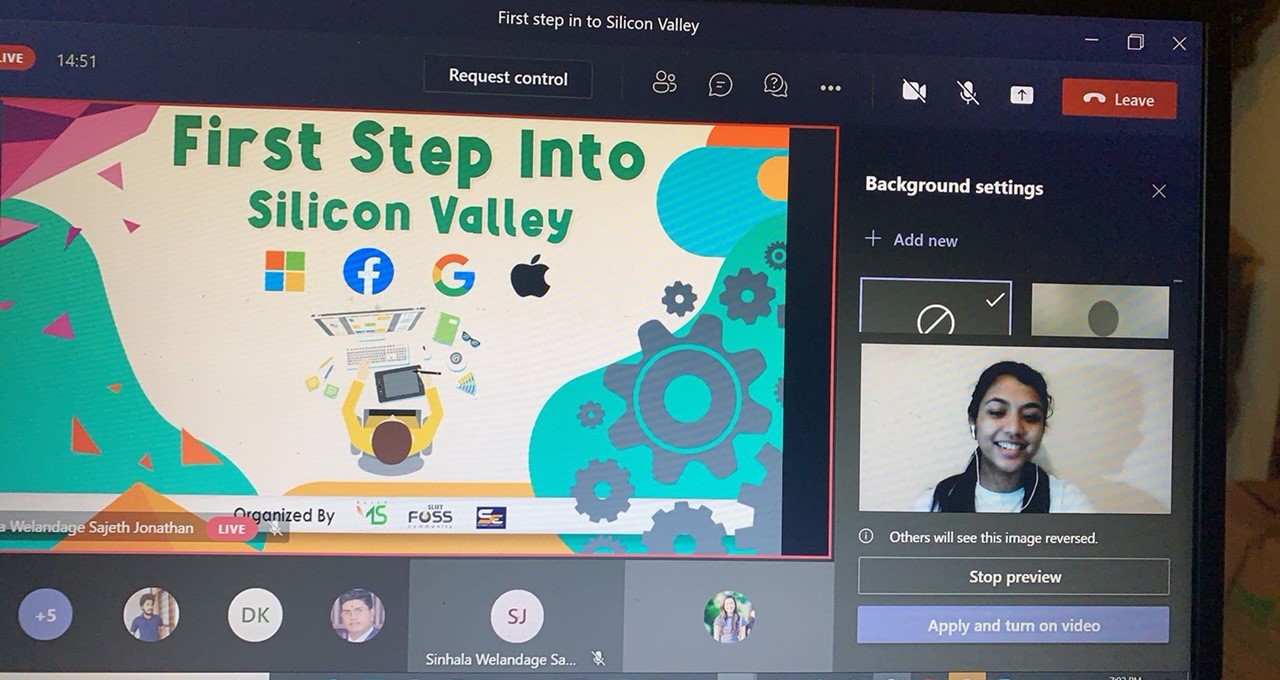 First step in to Silicon Valley
LIVE
14:51
Request control
Leave
First Step Into
Silicon Valley
Background settings
Add new
Organized By
SLIIT
FOSS
community
Welandage Sajeth Jonathan
LIVE
Others will see this image reversed.
Stop preview
Apply and turn on video
+5
DK
SJ
Sinhala Welandage Sa...